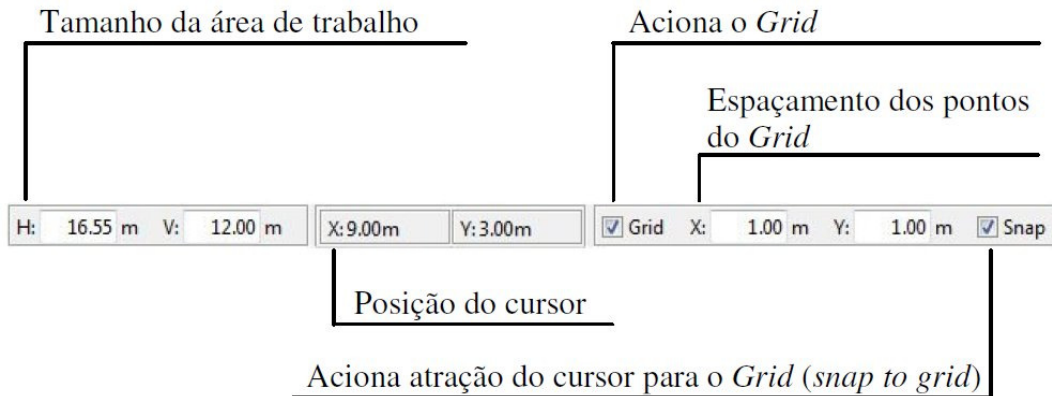 Tamanho da área de trabalho
Aciona o Grid
Espaçamento dos pontos
do Grid
H: 16.55 m V: 12.00 m X:9.00m Y:3.00m Grid X: 1.00 m Y: 1.00 m Snap
Posição do cursor
Aciona atração do cursor para o Grid (snap to grid)